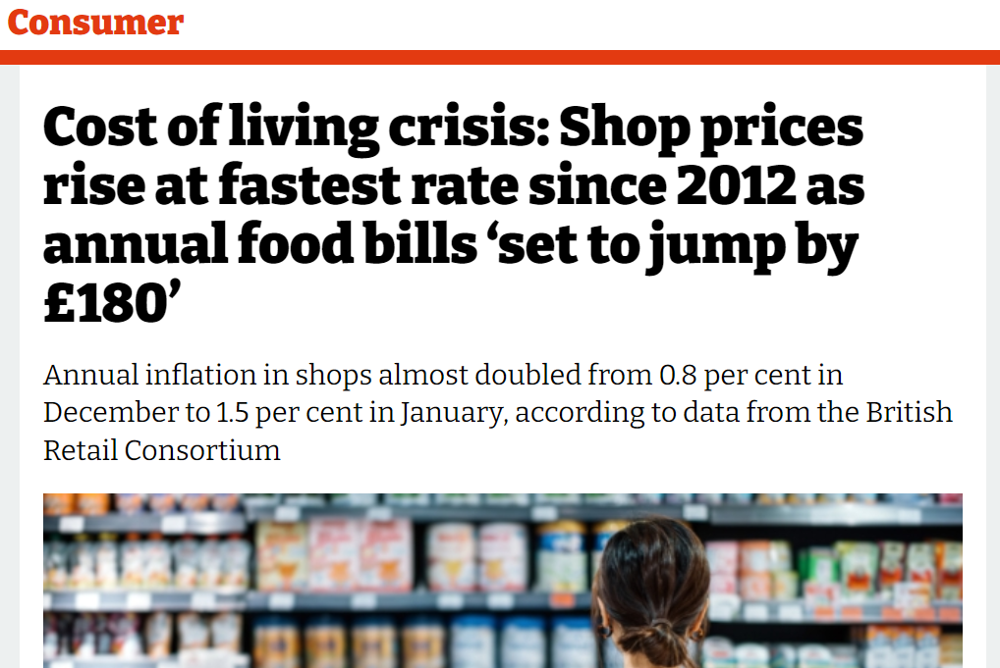 Consumer
Cost of living crisis: Shop prices
rise at fastest rate since 2012 as
annual food bills ‘set to jump by
£180’
Annual inflation in shops almost doubled from 0.8 per cent in
December to 1.5 per cent in January, according to data from the British
Retail Consortium